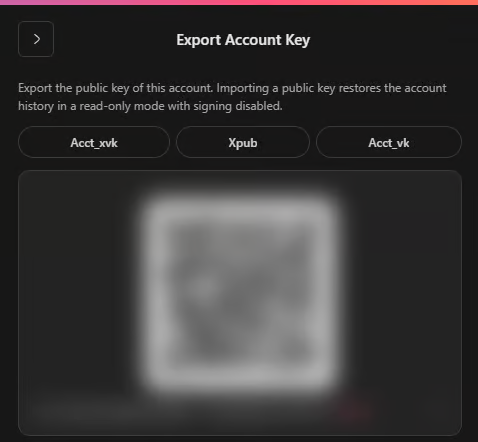 Export Account Key
Export the public key of this account. Importing a public key restores the account
history in a read-only mode with signing disabled.
Acct_xvk
Xpub
Acct_vk